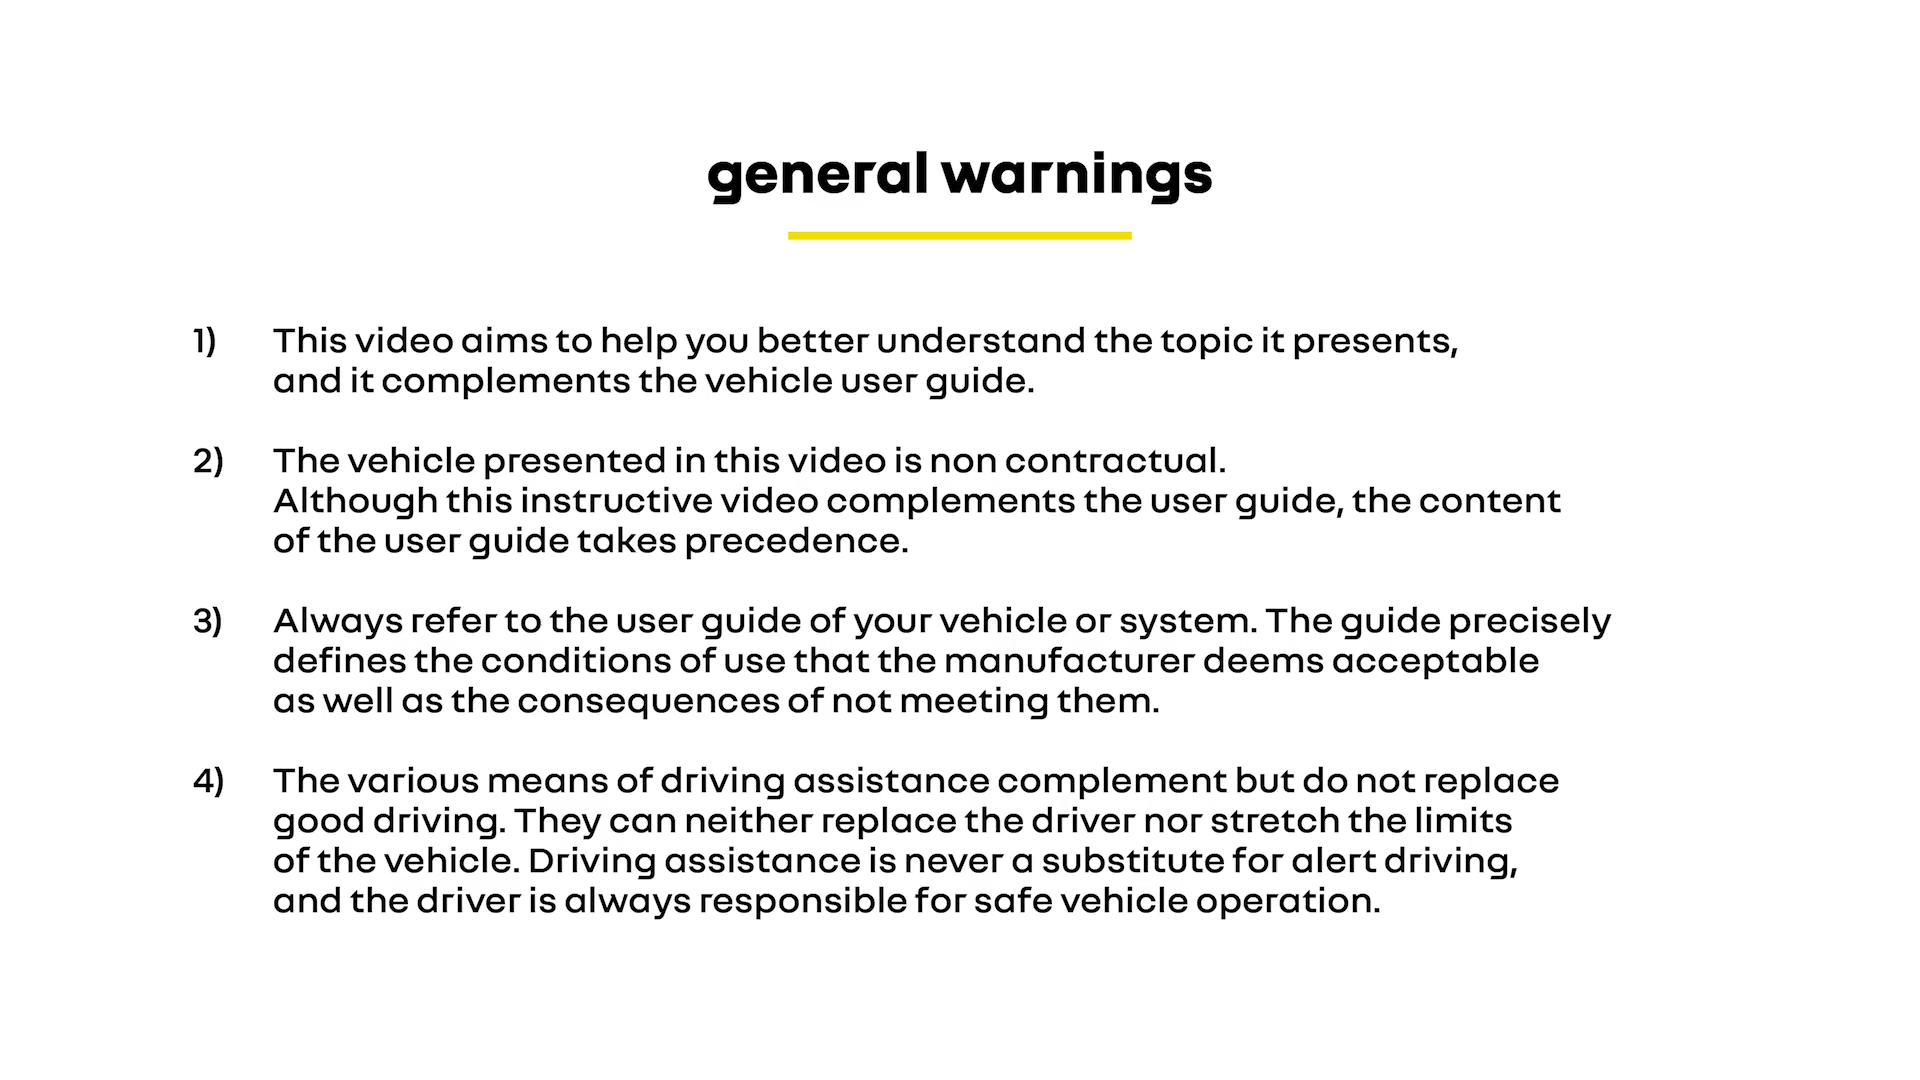 general warnings
1) This video aims to help you better understand the topic it presents,
and it complements the vehicle user guide.
2) The vehicle presented in this video is non contractual.
Although this instructive video complements the user guide, the content
of the user guide takes precedence.
3) Always refer to the user guide of your vehicle or system. The guide precisely
defines the conditions of use that the manufacturer deems acceptable
as well as the consequences of not meeting them.
4) The various means of driving assistance complement but do not replace
good driving. They can neither replace the driver nor stretch the limits
of the vehicle. Driving assistance is never a substitute for alert driving,
and the driver is always responsible for safe vehicle operation.